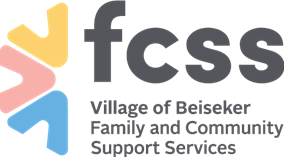 fcss
Village of Beiseker
Family and Community
Support Services